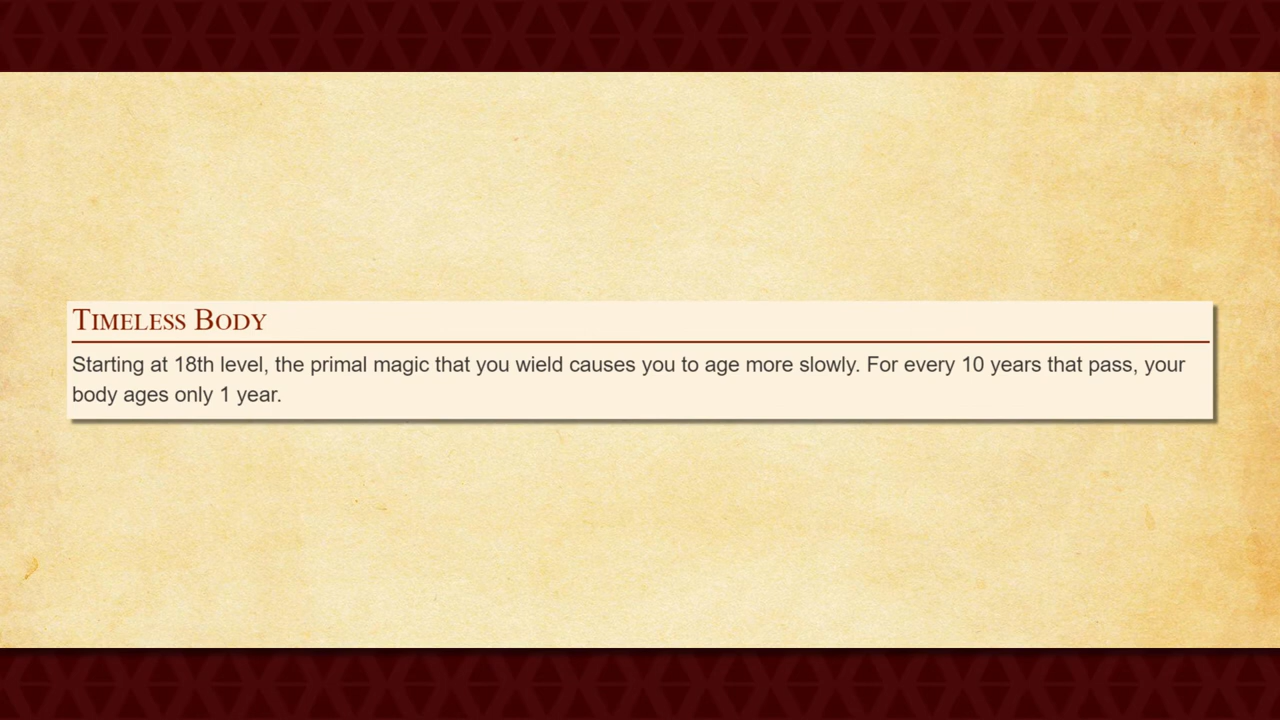 Timeless Body
Starting at 18th level, the primal magic that you wield causes you to age more slowly. For every 10 years that pass, your
body ages only 1 year.